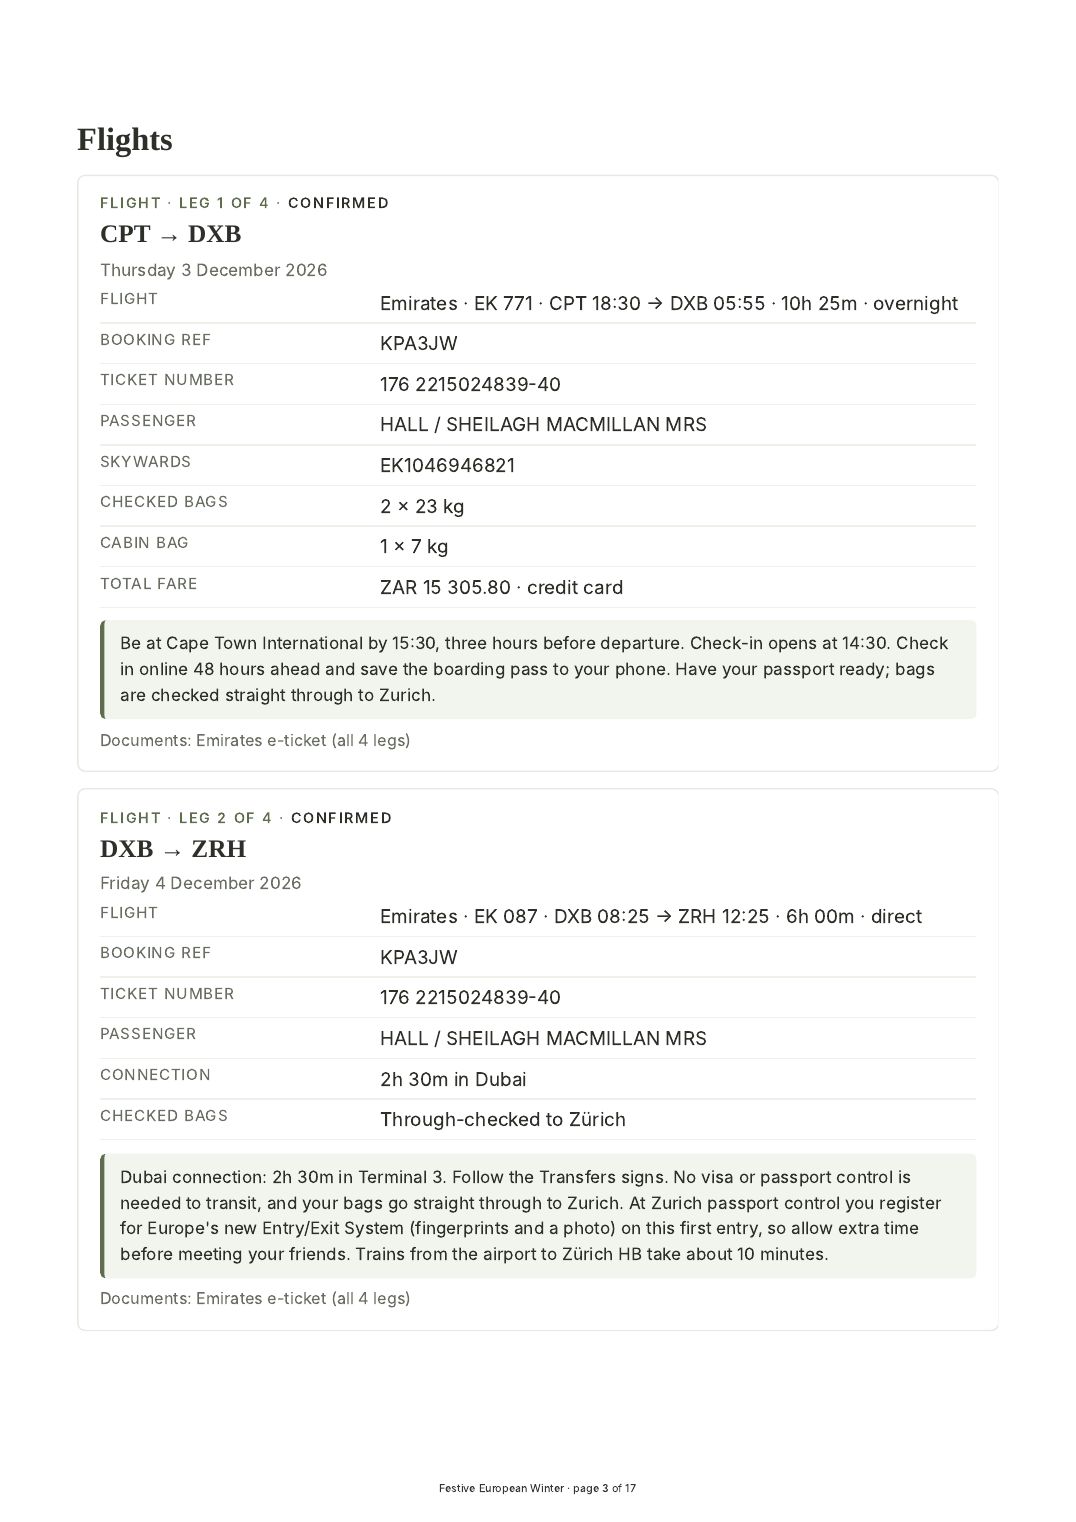 Flights
FLIGHT · LEG 1 OF 4 · CONFIRMED
CPT → DXB
Thursday 3 December 2026
FLIGHT Emirates · EK 771 · CPT 18:30 → DXB 05:55 · 10h 25m · overnight
BOOKING REF KPA3JW
TICKET NUMBER 176 2215024839-40
PASSENGER HALL / SHEILAGH MACMILLAN MRS
SKYWARDS EK1046946821
CHECKED BAGS 2 × 23 kg
CABIN BAG 1 × 7 kg
TOTAL FARE ZAR 15 305.80 · credit card
Be at Cape Town International by 15:30, three hours before departure. Check-in opens at 14:30. Check
in online 48 hours ahead and save the boarding pass to your phone. Have your passport ready; bags
are checked straight through to Zurich.
Documents: Emirates e-ticket (all 4 legs)
FLIGHT · LEG 2 OF 4 · CONFIRMED
DXB → ZRH
Friday 4 December 2026
FLIGHT Emirates · EK 087 · DXB 08:25 → ZRH 12:25 · 6h 00m · direct
BOOKING REF KPA3JW
TICKET NUMBER 176 2215024839-40
PASSENGER HALL / SHEILAGH MACMILLAN MRS
CONNECTION 2h 30m in Dubai
CHECKED BAGS Through-checked to Zürich
Dubai connection: 2h 30m in Terminal 3. Follow the Transfers signs. No visa or passport control is
needed to transit, and your bags go straight through to Zurich. At Zurich passport control you register
for Europe's new Entry/Exit System (fingerprints and a photo) on this first entry, so allow extra time
before meeting your friends. Trains from the airport to Zürich HB take about 10 minutes.
Documents: Emirates e-ticket (all 4 legs)
Festive European Winter · page 3 of 17